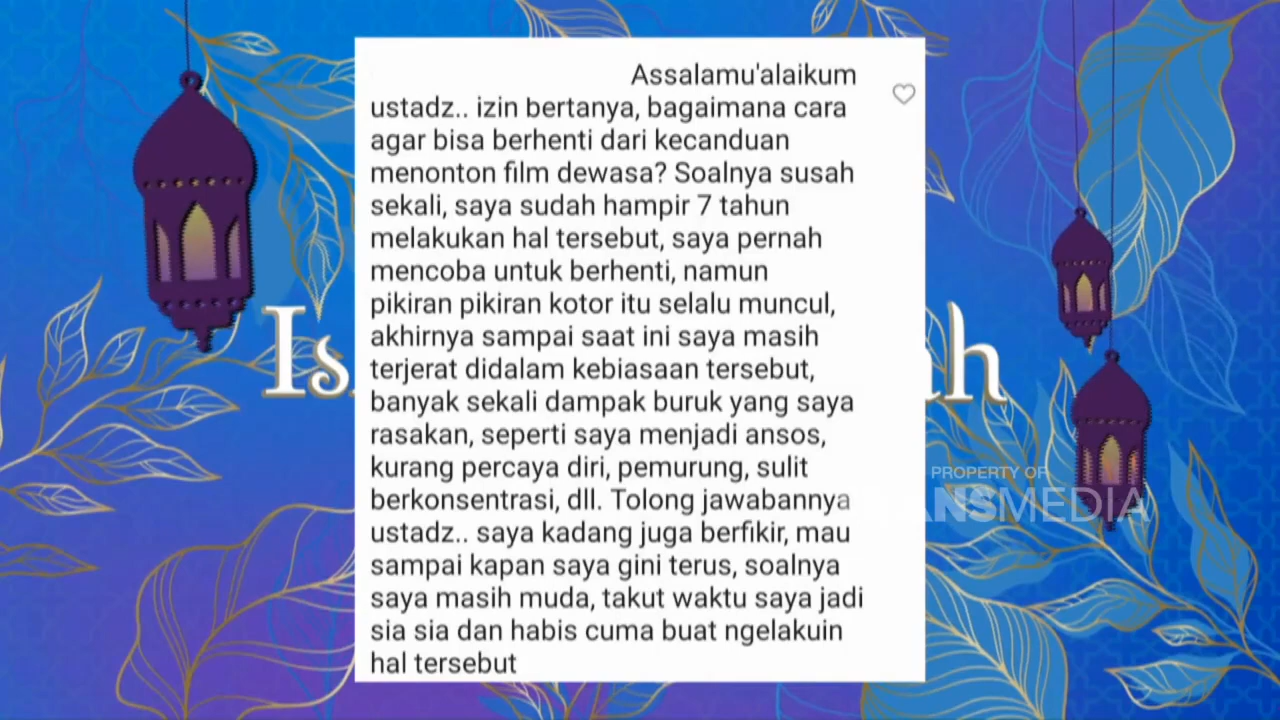 Assalamu'alaikum
ustadz.. izin bertanya, bagaimana cara
agar bisa berhenti dari kecanduan
menonton film dewasa? Soalnya susah
sekali, saya sudah hampir 7 tahun
melakukan hal tersebut, saya pernah
mencoba untuk berhenti, namun
pikiran pikiran kotor itu selalu muncul,
akhirnya sampai saat ini saya masih
terjerat didalam kebiasaan tersebut,
banyak sekali dampak buruk yang saya
rasakan, seperti saya menjadi ansos,
kurang percaya diri, pemurung, sulit
berkonsentrasi, dll. Tolong jawabannya
ustadz.. saya kadang juga berfikir, mau
sampai kapan saya gini terus, soalnya
saya masih muda, takut waktu saya jadi
sia sia dan habis cuma buat ngelakuin
hal tersebut
PROPERTY OF